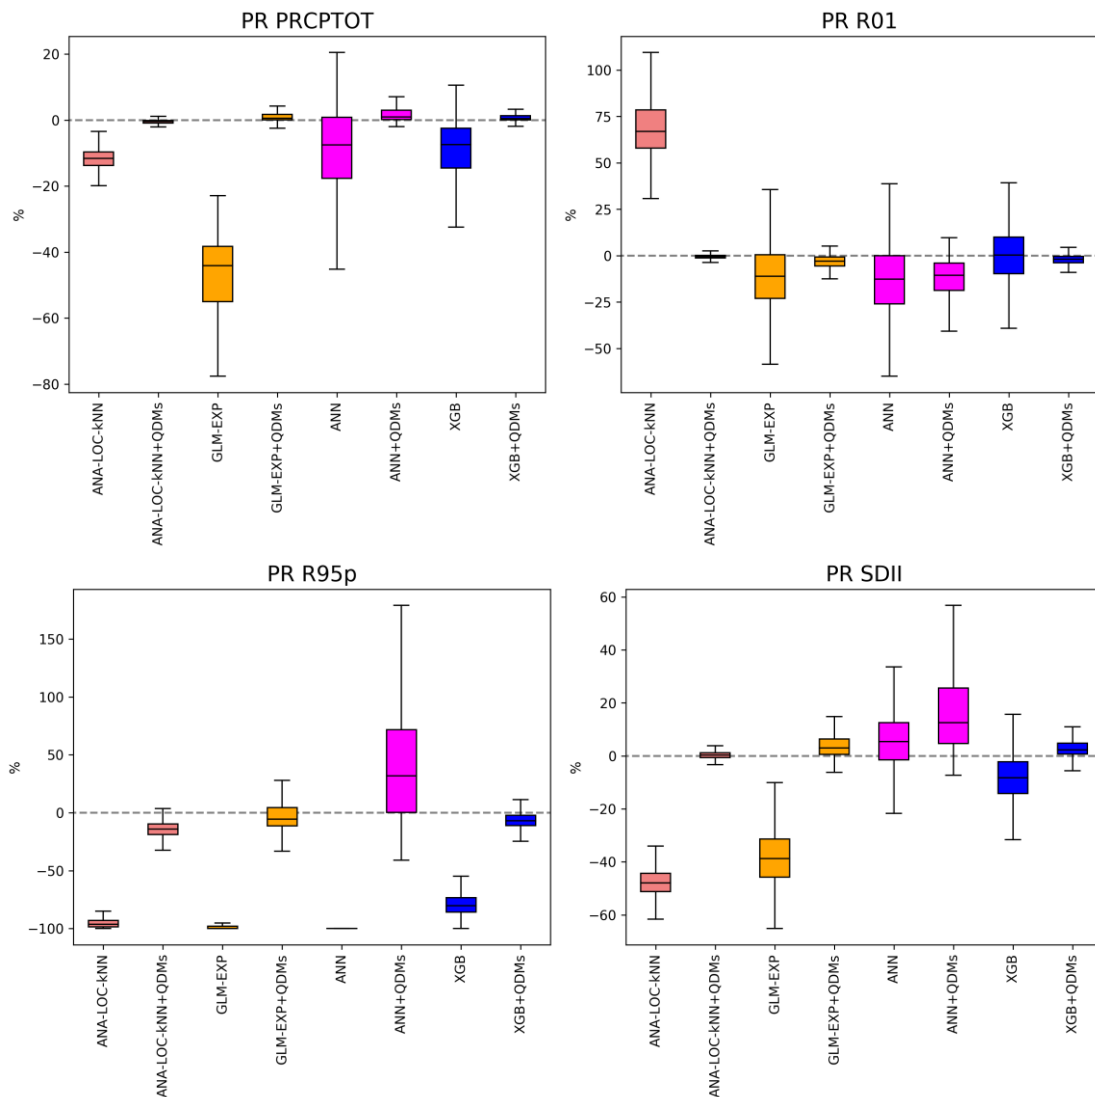 PR PRCPTOT
20
0
−20
−40
−60
−80
%
ANA-LOC-kNN
ANA-LOC-kNN+QDMs
GLM-EXP
GLM-EXP+QDMs
ANN
ANN+QDMs
XGB
XGB+QDMs
PR R01
100
75
50
25
0
−25
−50
%
ANA-LOC-kNN
ANA-LOC-kNN+QDMs
GLM-EXP
GLM-EXP+QDMs
ANN
ANN+QDMs
XGB
XGB+QDMs
PR R95p
150
100
50
0
−50
−100
%
ANA-LOC-kNN
ANA-LOC-kNN+QDMs
GLM-EXP
GLM-EXP+QDMs
ANN
ANN+QDMs
XGB
XGB+QDMs
PR SDII
60
40
20
0
−20
−40
−60
%
ANA-LOC-kNN
ANA-LOC-kNN+QDMs
GLM-EXP
GLM-EXP+QDMs
ANN
ANN+QDMs
XGB
XGB+QDMs